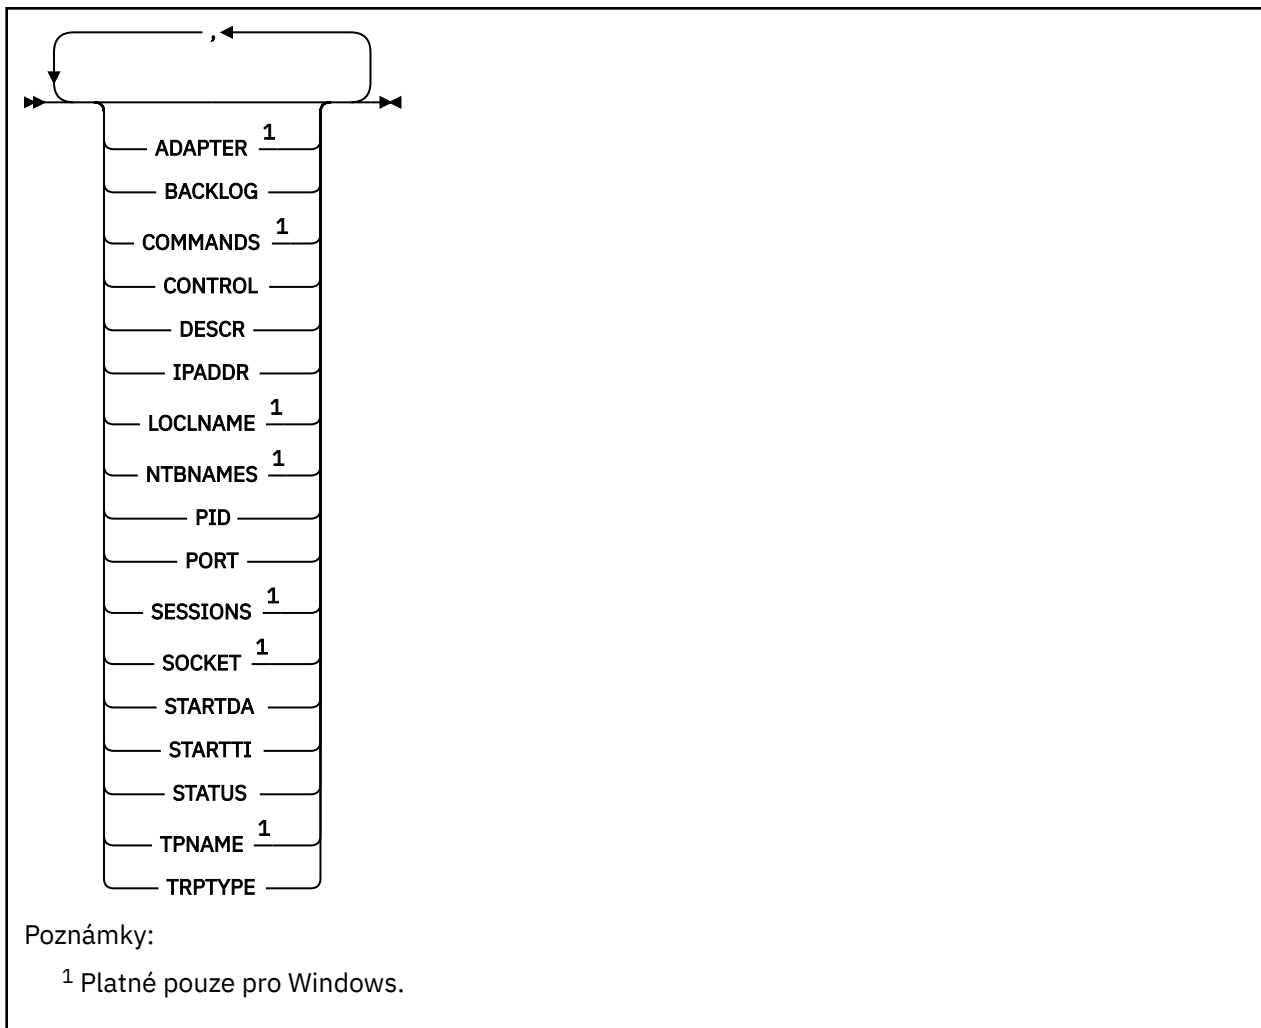 ,
ADAPTER 1
BACKLOG
COMMANDS 1
CONTROL
DESCR
IPADDR
LOCLNAME 1
NTBNAMES 1
PID
PORT
SESSIONS 1
SOCKET 1
STARTDA
STARTTI
STATUS
TPNAME 1
TRPTYPE
Poznámky:
1 Platné pouze pro Windows.